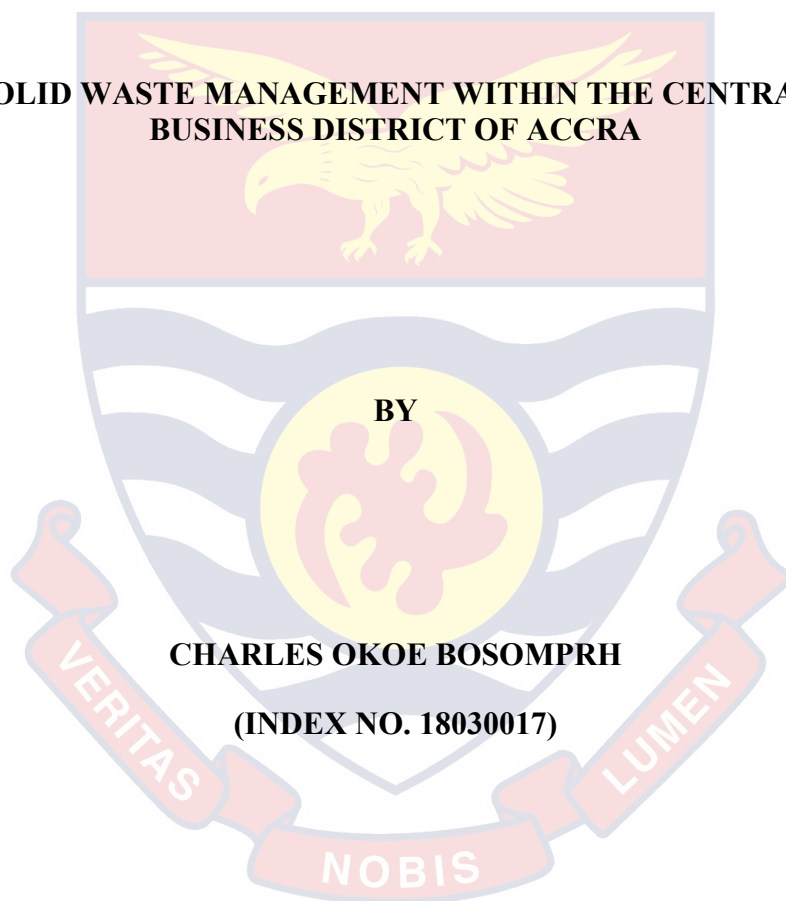 OLID WASTE MANAGEMENT WITHIN THE CENTRA
BUSINESS DISTRICT OF ACCRA
BY
CHARLES OKOE BOSOMPRH
(INDEX NO. 18030017)
VERITAS
NOBIS
LUMEN